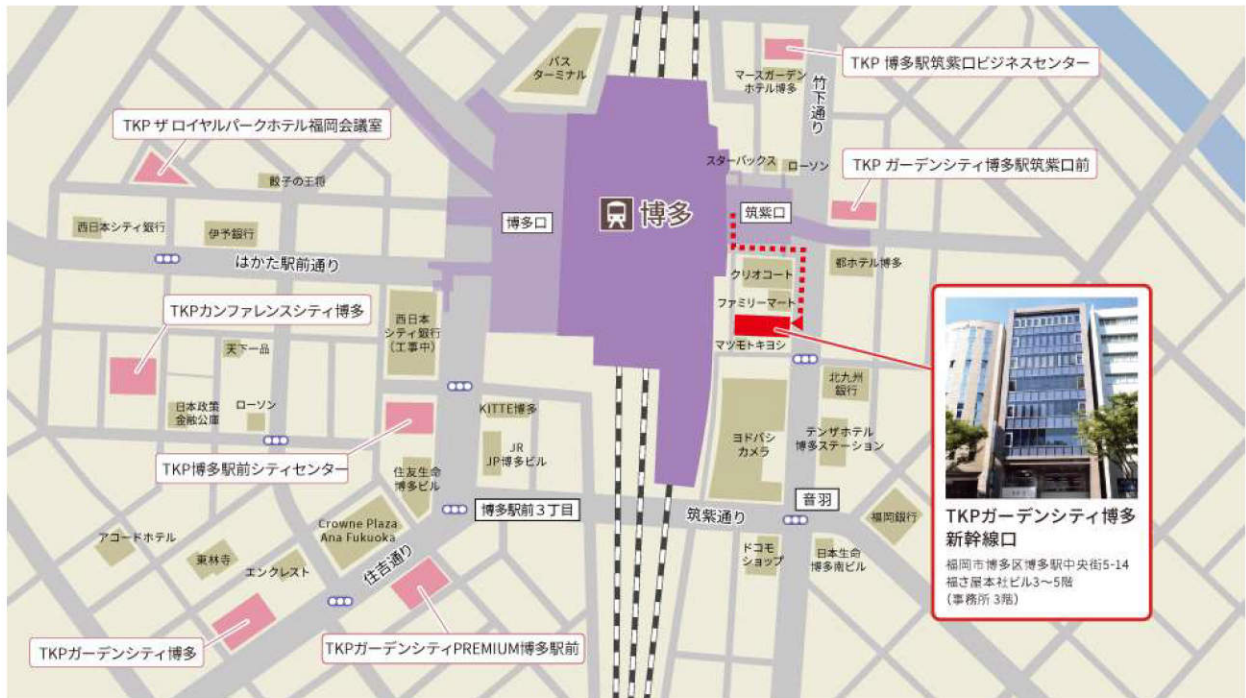 バス
ターミナル
TKP 博多駅筑紫口ビジネスセンター
マースガーデン
ホテル博多
竹下通り
TKP ザ ロイヤルパークホテル福岡会議室
スターバックス
ローソン
TKP ガーデンシティ博多駅筑紫口前
餃子の王将
西日本シティ銀行
伊予銀行
博多口
博多
筑紫口
はかた駅前通り
クリオコート
都ホテル博多
ファミリーマート
TKPカンファレンスシティ博多
西日本
シティ銀行
(工事中)
マツモトキヨシ
天下一品
北九州
銀行
日本政策
金融公庫
ローソン
KITTE博多
ヨドバシ
カメラ
テンザホテル
博多ステーション
JR
JP博多ビル
TKP博多駅前シティセンター
住友生命
博多ビル
博多駅前3丁目
筑紫通り
音羽
福岡銀行
Crowne Plaza
Ana Fukuoka
住吉通り
アコードホテル
東林寺
エンクレスト
ドコモ
ショップ
日本生命
博多南ビル
TKPガーデンシティ博多
TKPガーデンシティPREMIUM博多駅前
TKPガーデンシティ博多
新幹線口
福岡市博多区博多駅中央街5-14
福さ屋本社ビル3〜5階
(事務所 3階)